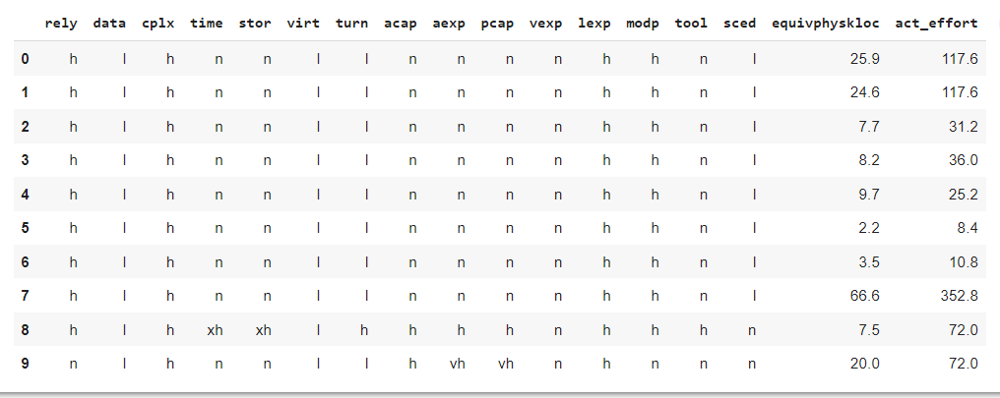 rely data cplx time stor virt turn acap aexp pcap vexp lexp modp tool sced equivphyskloc act_effort
0 h l h n n l l n n n n h h n l 25.9 117.6
1 h l h n n l l n n n n h h n l 24.6 117.6
2 h l h n n l l n n n n h h n l 7.7 31.2
3 h l h n n l l n n n n h h n l 8.2 36.0
4 h l h n n l l n n n n h h n l 9.7 25.2
5 h l h n n l l n n n n h h n l 2.2 8.4
6 h l h n n l l n n n n h h n l 3.5 10.8
7 h l h n n l l n n n n h h n l 66.6 352.8
8 h l h xh xh l h h h h n h h h n 7.5 72.0
9 n l h n n l l h vh vh n h n n n 20.0 72.0